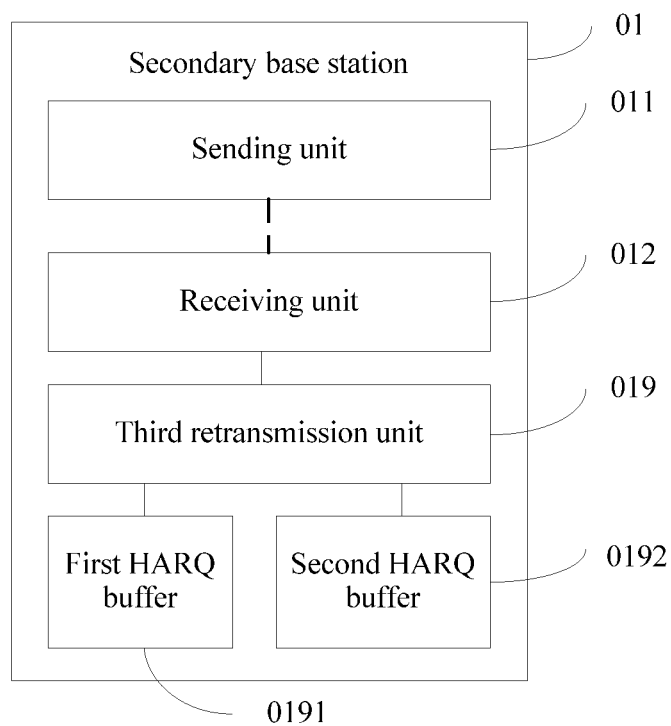 01
Secondary base station
011
Sending unit
012
Receiving unit
019
Third retransmission unit
First HARQ
buffer
Second HARQ
buffer
0192
0191